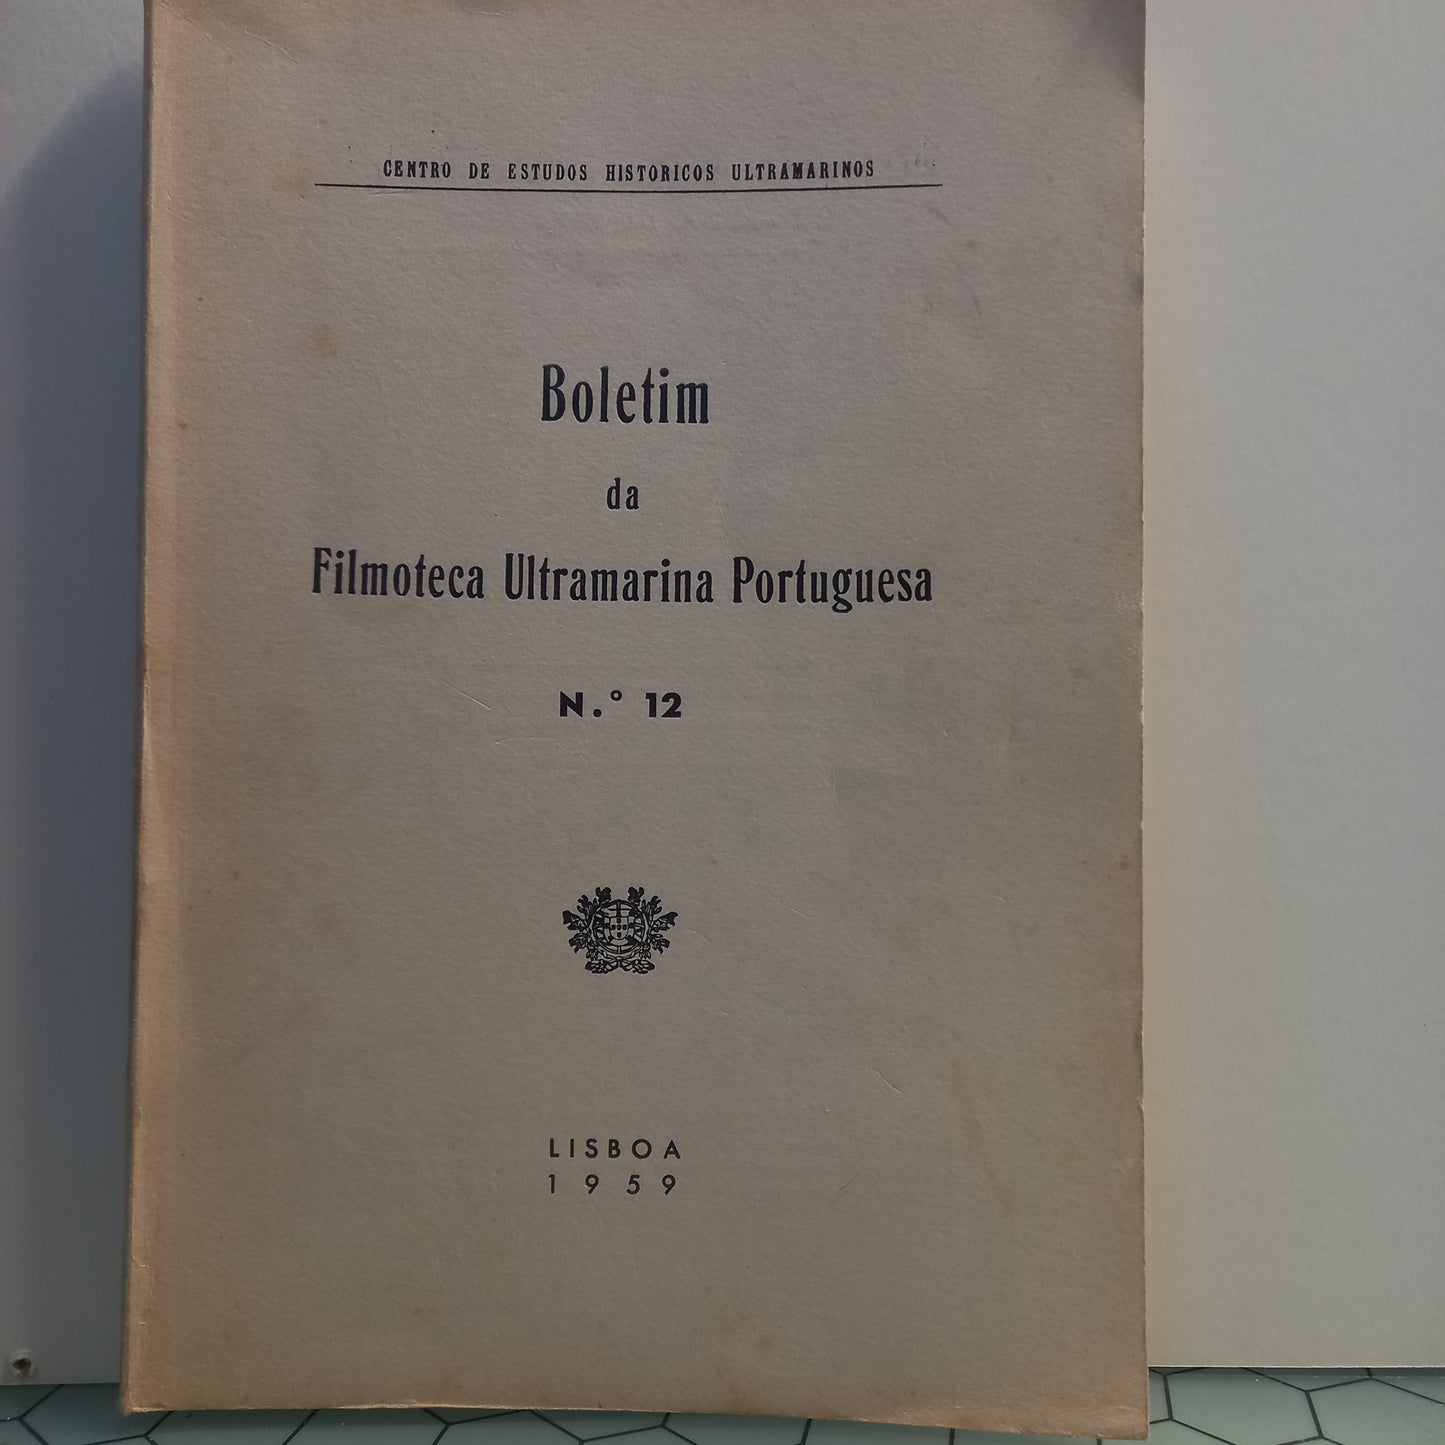 CENTRO DE ESTUDOS HISTORICOS ULTRAMARINOS
Boletim
da
Filmoteca Ultramarina Portuguesa
N.º 12
LISBOA
1959